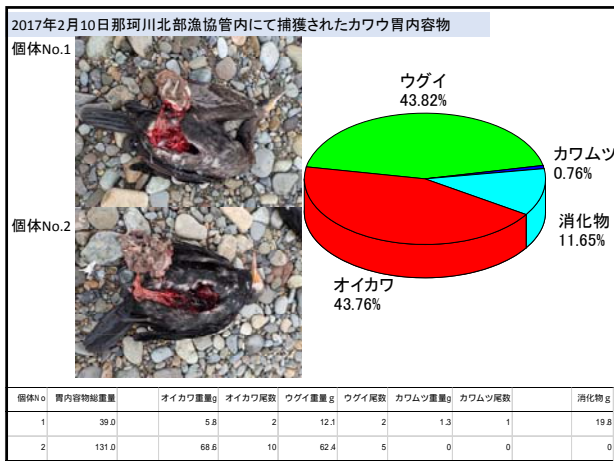 2017年2月10日那珂川北部漁協管内にて捕獲されたカワウ胃内容物
個体No.1
個体No.2
ウグイ
43.82%
カワムツ
0.76%
消化物
11.65%
オイカワ
43.76%
個体No 胃内容物総重量 オイカワ重量g オイカワ尾数 ウグイ重量g ウグイ尾数 カワムツ重量g カワムツ尾数 消化物g
1 39.0 5.8 2 12.1 2 1.3 1 19.8
2 131.0 68.6 10 62.4 5 0 0 0